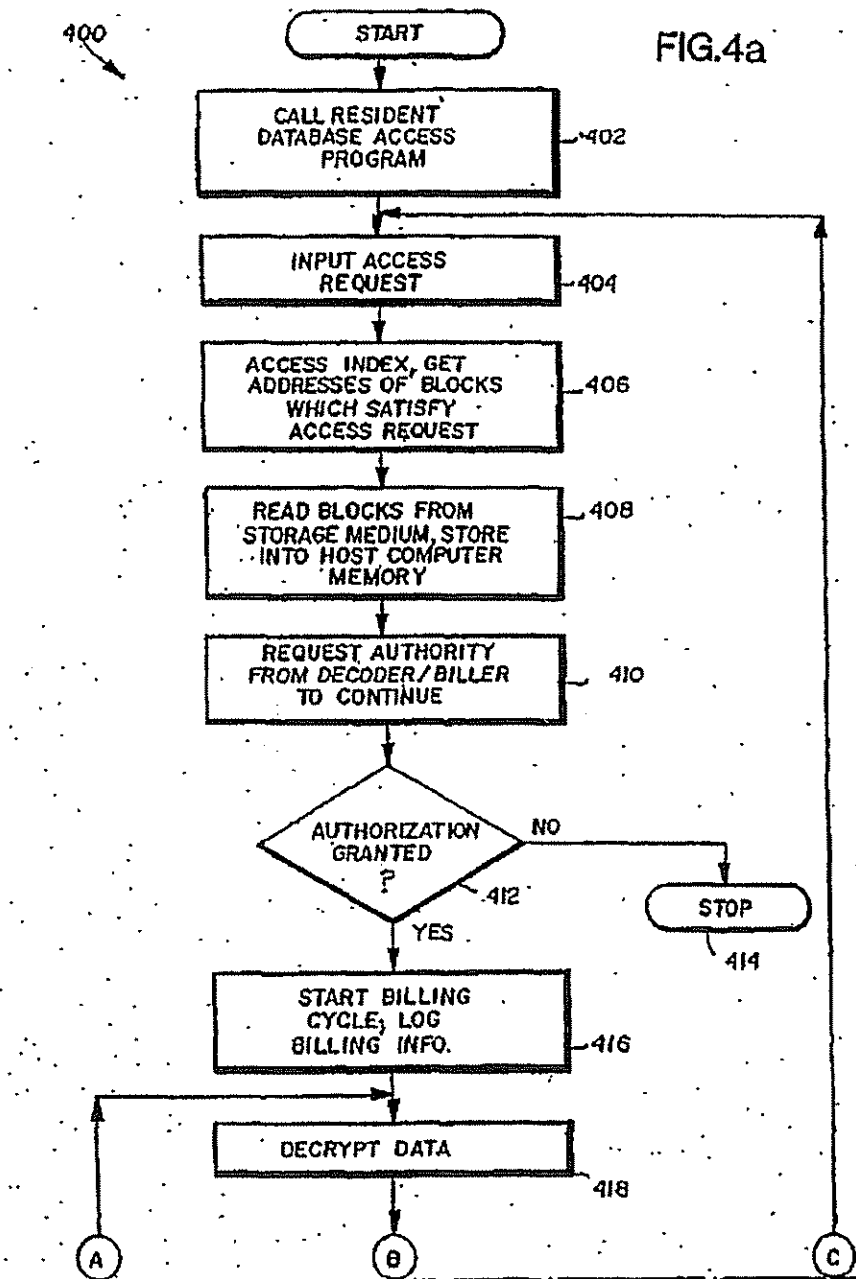 400
START
FIG.4a
CALL RESIDENT
DATABASE ACCESS
PROGRAM
402
INPUT ACCESS
REQUEST
404
ACCESS INDEX, GET
ADDRESSES OF BLOCKS
WHICH SATISFY
ACCESS REQUEST
406
READ BLOCKS FROM
STORAGE MEDIUM, STORE
INTO HOST COMPUTER
MEMORY
408
REQUEST AUTHORITY
FROM DECODER/BILLER
TO CONTINUE
410
AUTHORIZATION
GRANTED
?
412
NO
STOP
414
YES
START BILLING
CYCLE; LOG
BILLING INFO.
416
DECRYPT DATA
418
A
B
C